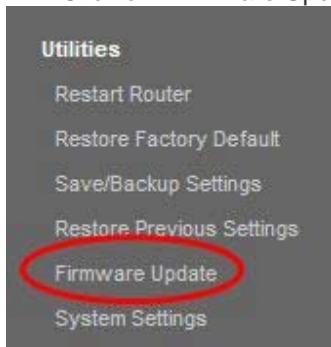 Utilities
Restart Router
Restore Factory Default
Save/Backup Settings
Restore Previous Settings
Firmware Update
System Settings